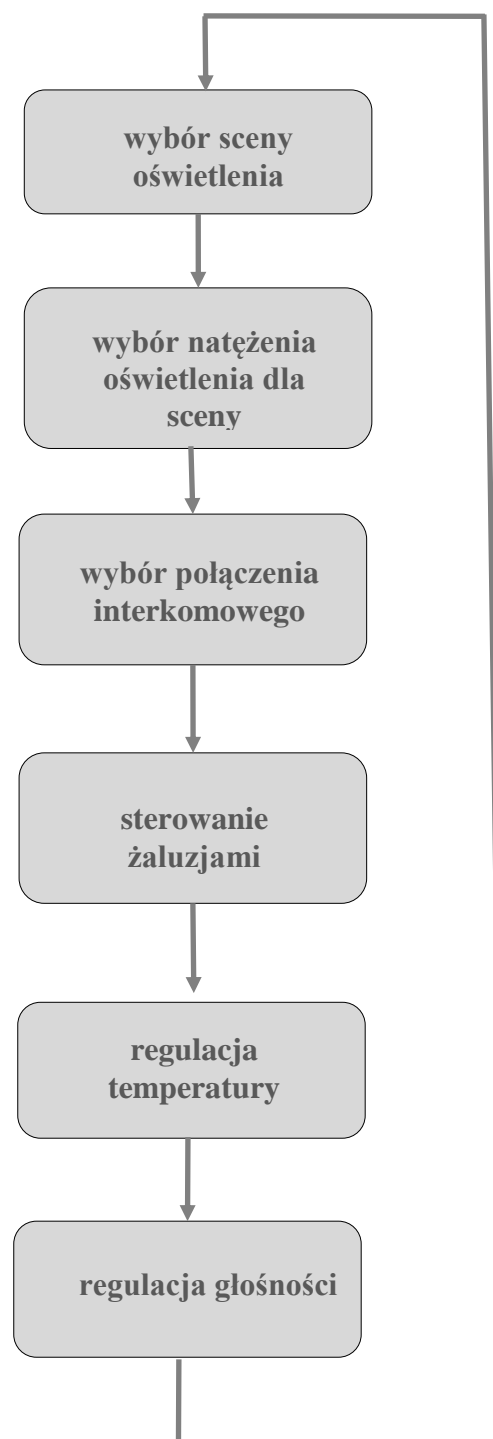 wybór sceny
oświetlenia
wybór natężenia
oświetlenia dla
sceny
wybór połączenia
interkomowego
sterowanie
żaluzjami
regulacja
temperatury
regulacja głośności